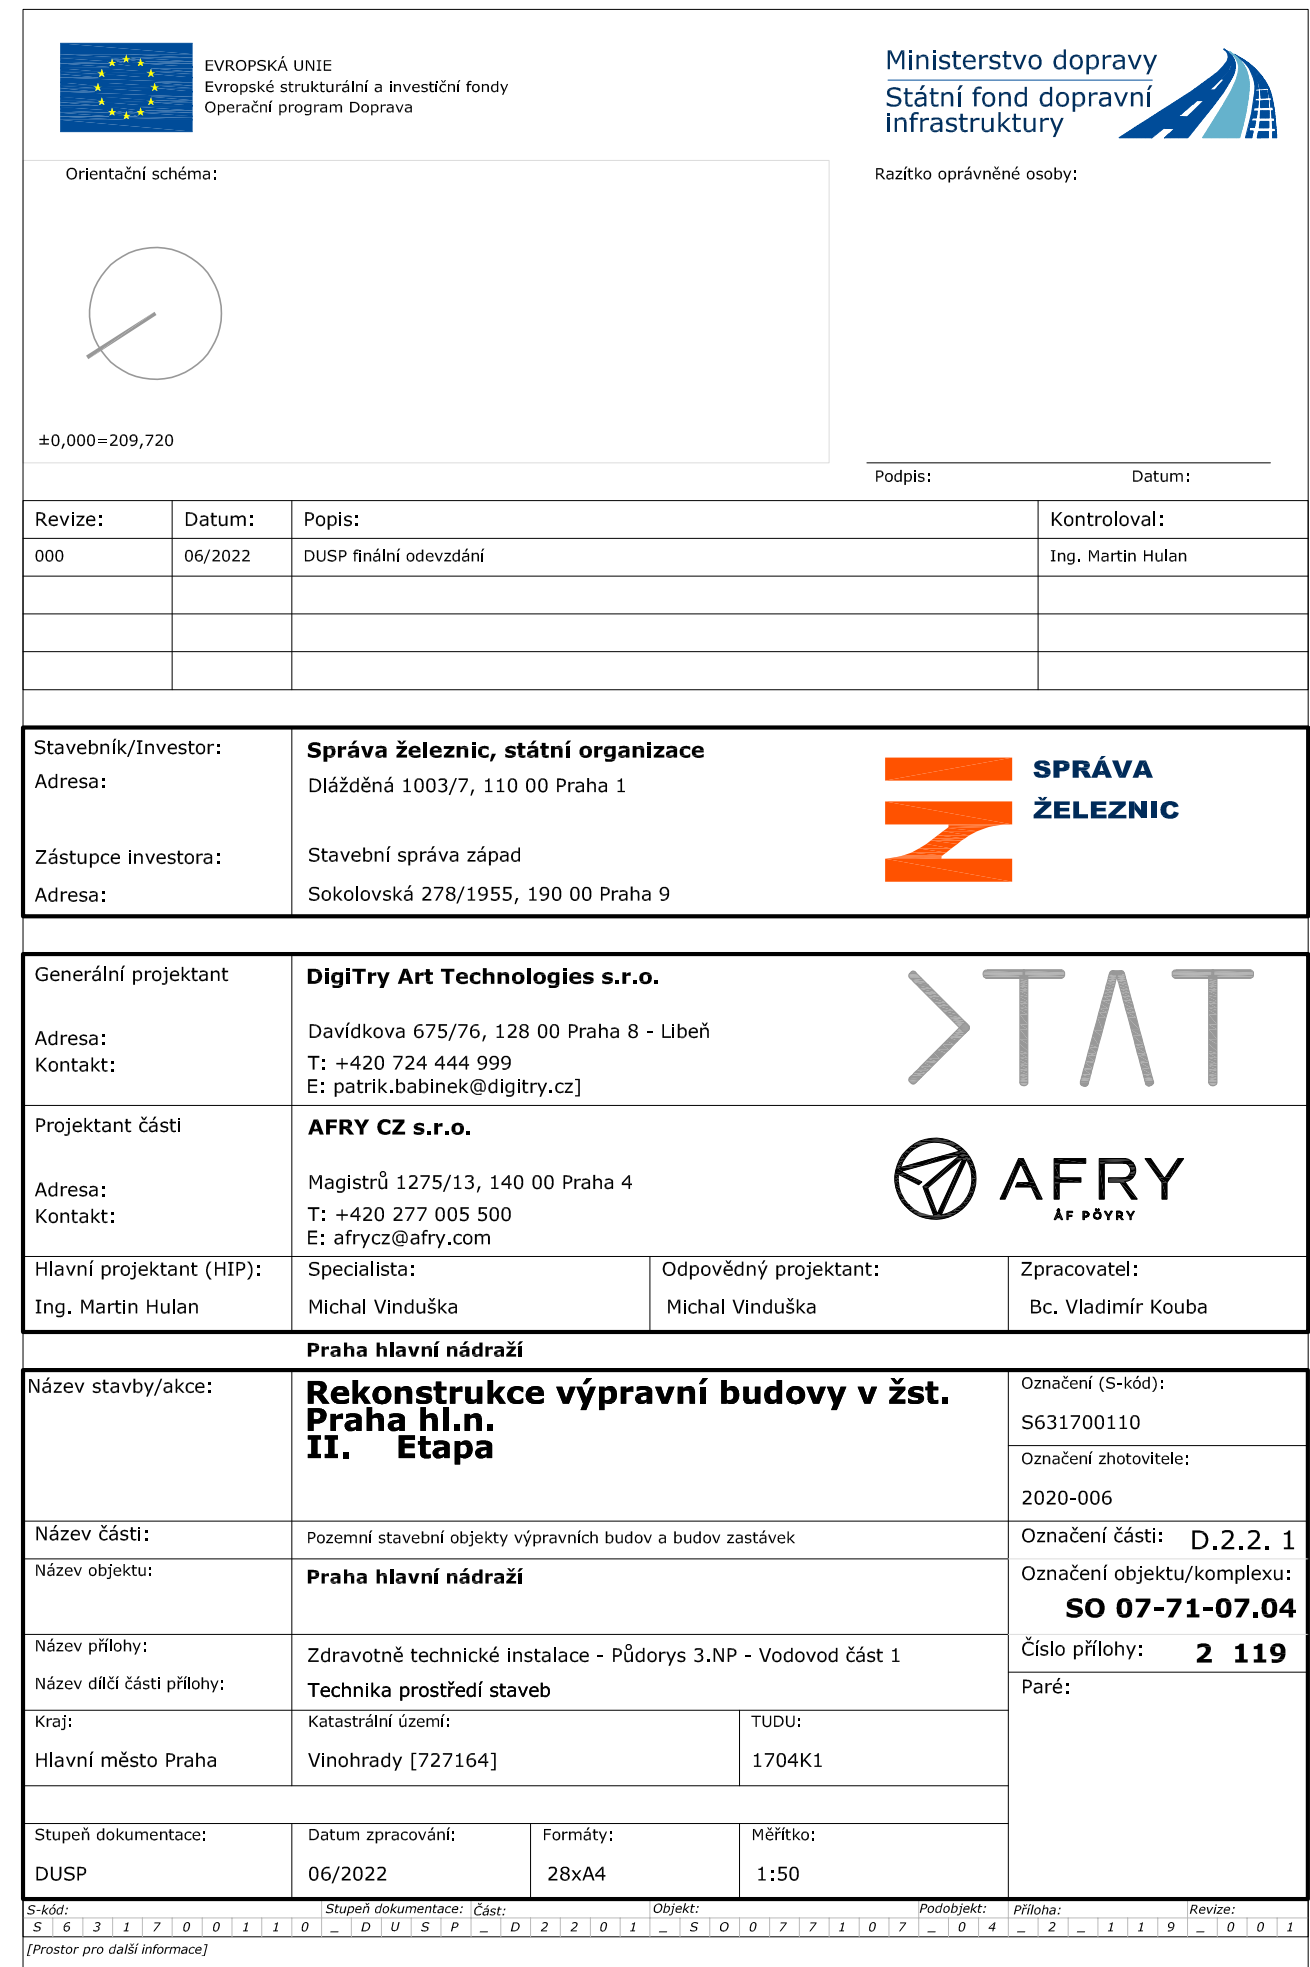 EVROPSKÁ UNIE
Evropské strukturální a investiční fondy
Operační program Doprava
Ministerstvo dopravy
Státní fond dopravní
infrastruktury
Orientační schéma:
Razítko oprávněné osoby:
±0,000=209,720
Podpis: Datum:
Revize: Datum: Popis: Kontroloval:
000 06/2022 DUSP finální odevzdání Ing. Martin Hulan
Stavebník/Investor: Správa železnic, státní organizace
Adresa: Dlážděná 1003/7, 110 00 Praha 1
SPRÁVA
ŽELEZNIC
Zástupce investora: Stavební správa západ
Adresa: Sokolovská 278/1955, 190 00 Praha 9
Generální projektant DigiTry Art Technologies s.r.o.
Adresa: Davídkova 675/76, 128 00 Praha 8 - Libeň
Kontakt: T: +420 724 444 999
E: patrik.babinek@digitry.cz]
Projektant části AFRY CZ s.r.o.
AFRY
ÅF PÖYRY
Adresa: Magistrů 1275/13, 140 00 Praha 4
Kontakt: T: +420 277 005 500
E: afrycz@afry.com
Hlavní projektant (HIP): Specialista: Odpovědný projektant: Zpracovatel:
Ing. Martin Hulan Michal Vinduška Michal Vinduška Bc. Vladimír Kouba
Praha hlavní nádraží
Název stavby/akce: Rekonstrukce výpravní budovy v žst.
Praha hl.n.
II. Etapa
Označení (S-kód):
S631700110
Označení zhotovitele:
2020-006
Název části: Pozemní stavební objekty výpravních budov a budov zastávek Označení části: D.2.2. 1
Název objektu: Praha hlavní nádraží Označení objektu/komplexu:
SO 07-71-07.04
Název přílohy: Zdravotně technické instalace - Půdorys 3.NP - Vodovod část 1 Číslo přílohy: 2 119
Název dílčí části přílohy: Technika prostředí staveb Paré:
Kraj: Katastrální území: TUDU:
Hlavní město Praha Vinohrady [727164] 1704K1
Stupeň dokumentace: Datum zpracování: Formáty: Měřítko:
DUSP 06/2022 28xA4 1:50
S-kód: Stupeň dokumentace: Část: Objekt: Podobjekt: Příloha: Revize:
S 6 3 1 7 0 0 1 1 0 _ D U S P _ D 2 2 0 1 _ S O 0 7 7 1 0 7 _ 0 4 _ 2 _ 1 1 9 _ 0 0 1
[Prostor pro další informace]